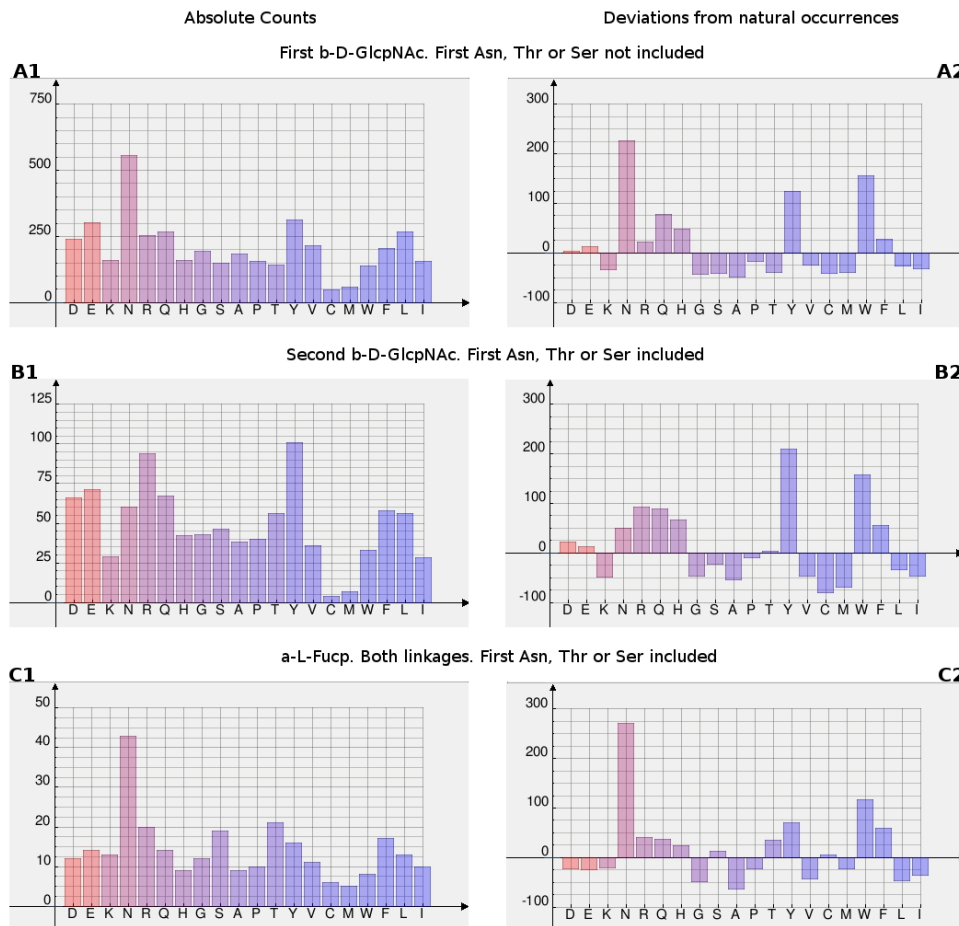 Absolute Counts
Deviations from natural occurrences
First b-D-GlcpNAc. First Asn, Thr or Ser not included
A1
A2
750
500
250
0
D E K N R Q H G S A P T Y V C M W F L I
300
200
100
0
-100
D E K N R Q H G S A P T Y V C M W F L I
Second b-D-GlcpNAc. First Asn, Thr or Ser included
B1
B2
125
100
75
50
25
0
D E K N R Q H G S A P T Y V C M W F L I
300
200
100
0
-100
D E K N R Q H G S A P T Y V C M W F L I
a-L-Fucp. Both linkages. First Asn, Thr or Ser included
C1
C2
50
40
30
20
10
0
D E K N R Q H G S A P T Y V C M W F L I
300
200
100
0
-100
D E K N R Q H G S A P T Y V C M W F L I